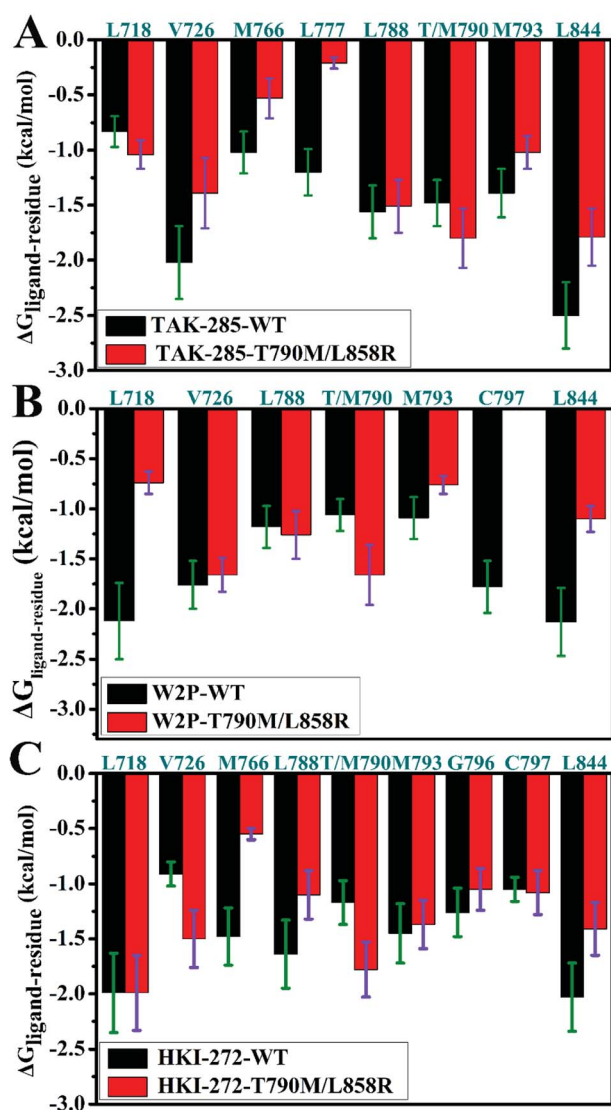 A
L718 V726 M766 L777 L788 T/M790 M793 L844
0.0
-0.5
-1.0
-1.5
-2.0
-2.5
-3.0
ΔGligand-residue (kcal/mol)
TAK-285-WT
TAK-285-T790M/L858R
B
L718 V726 L788 T/M790 M793 C797 L844
0.0
-0.5
-1.0
-1.5
-2.0
-2.5
-3.0
ΔGligand-residue (kcal/mol)
W2P-WT
W2P-T790M/L858R
C
L718 V726 M766 L788 T/M790 M793 G796 C797 L844
0.0
-0.5
-1.0
-1.5
-2.0
-2.5
-3.0
ΔGligand-residue (kcal/mol)
HKI-272-WT
HKI-272-T790M/L858R